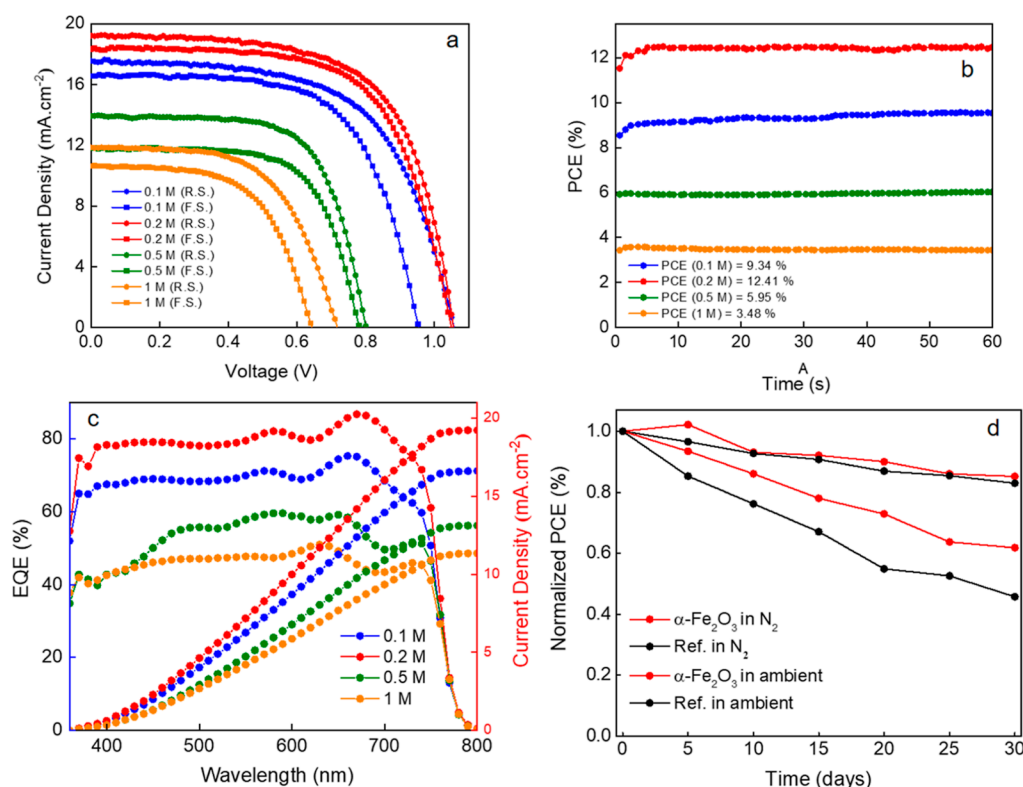 a
20
16
12
8
4
0
Current Density (mA.cm⁻²)
0.1 M (R.S.)
0.1 M (F.S.)
0.2 M (R.S.)
0.2 M (F.S.)
0.5 M (R.S.)
0.5 M (F.S.)
1 M (R.S.)
1 M (F.S.)
0.0 0.2 0.4 0.6 0.8 1.0
Voltage (V)
b
12
9
6
3
0
PCE (%)
PCE (0.1 M) = 9.34 %
PCE (0.2 M) = 12.41 %
PCE (0.5 M) = 5.95 %
PCE (1 M) = 3.48 %
0 10 20 30 40 50 60
A
Time (s)
c
80
60
40
20
0
EQE (%)
20
15
10
5
0
Current Density (mA.cm⁻²)
0.1 M
0.2 M
0.5 M
1 M
400 500 600 700 800
Wavelength (nm)
d
1.0
0.8
0.6
0.4
0.2
0.0
Normalized PCE (%)
α-Fe₂O₃ in N₂
Ref. in N₂
α-Fe₂O₃ in ambient
Ref. in ambient
0 5 10 15 20 25 30
Time (days)